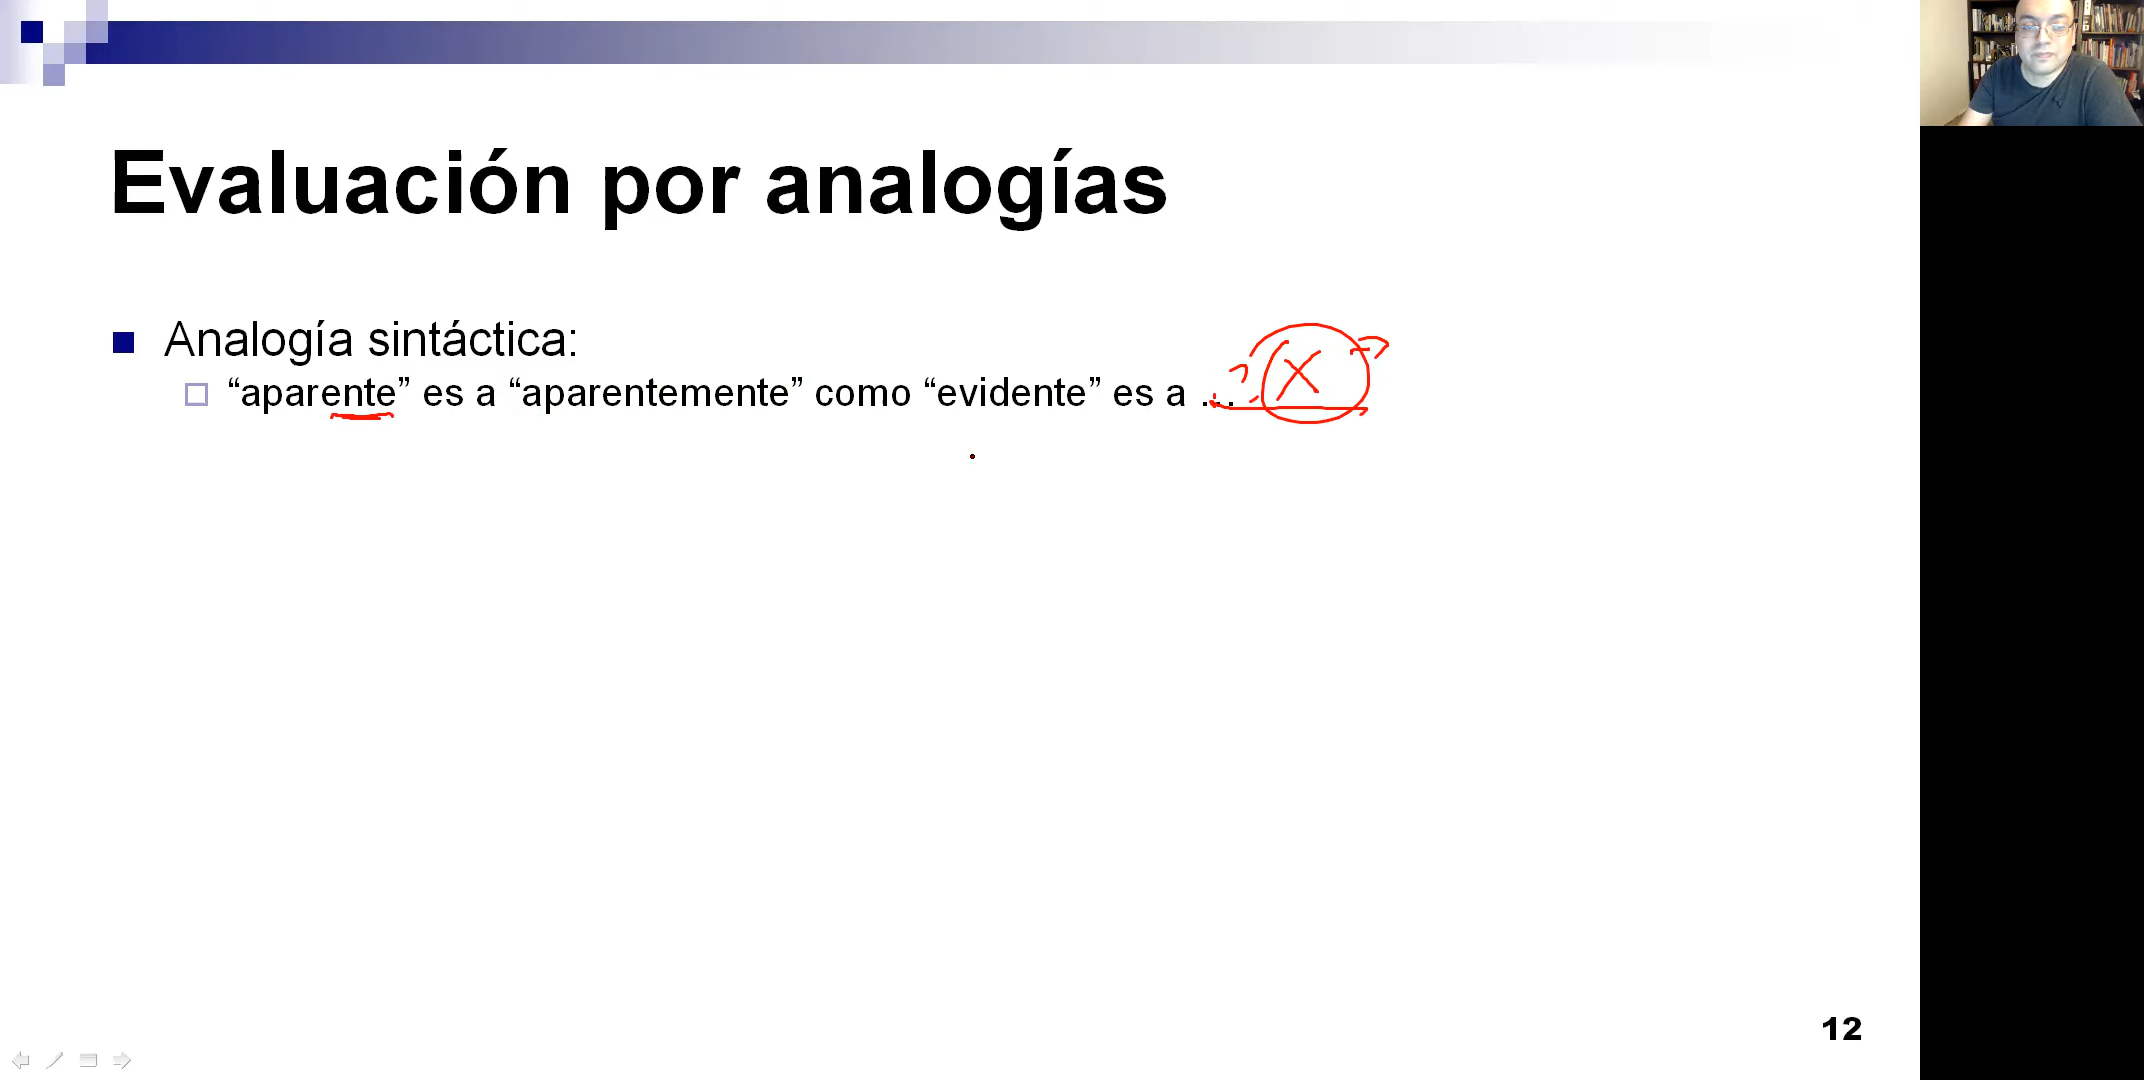 Evaluación por analogías
Analogía sintáctica:
“aparente” es a “aparentemente” como “evidente” es a ...
? X
12